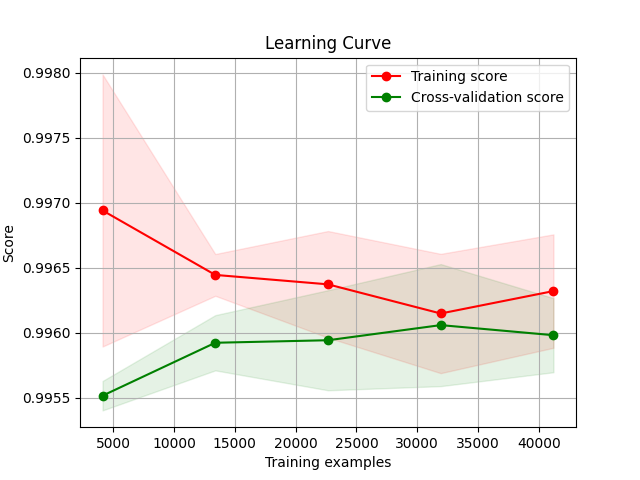 Learning Curve
Training score
Cross-validation score
0.9980
0.9975
0.9970
0.9965
0.9960
0.9955
Score
5000 10000 15000 20000 25000 30000 35000 40000
Training examples